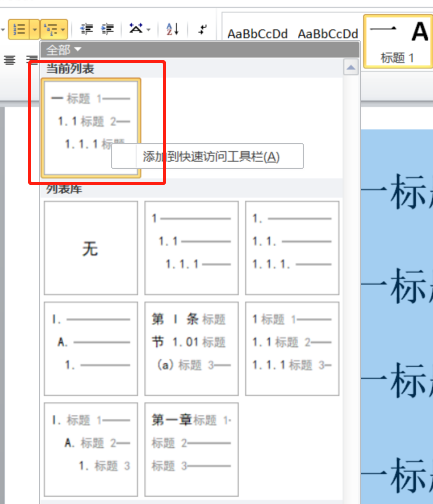 AaBbCcDd AaBbCcDd 一 A
标题 1
全部
当前列表
一 标题 1
1.1 标题 2
1.1.1 标题
添加到快速访问工具栏(A)
列表库
无
1
1.1
1.1.1
1.
1.1.
1.1.1.
I.
A.
1.
第 I 条 标题
节 1.01 标题
(a) 标题 3
1 标题 1
1.1 标题 2
1.1.1 标题 3
I. 标题 1
A. 标题 2
1. 标题 3
第一章 标题 1
标题 2
标题 3
一标
一标
一标
一标